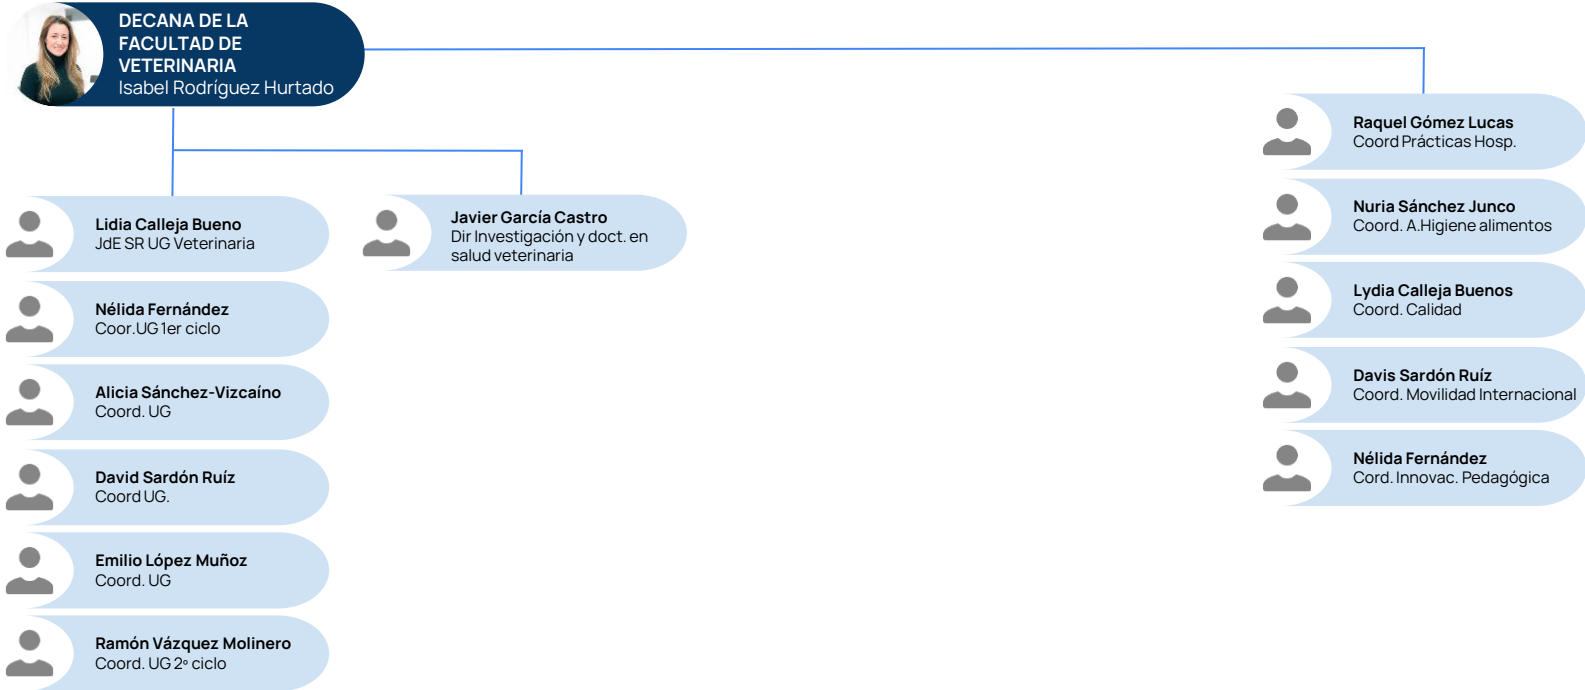 DECANA DE LA
FACULTAD DE
VETERINARIA
Isabel Rodríguez Hurtado
Lidia Calleja Bueno
JdE SR UG Veterinaria
Nélida Fernández
Coor.UG 1er ciclo
Alicia Sánchez-Vizcaíno
Coord. UG
David Sardón Ruíz
Coord UG.
Emilio López Muñoz
Coord. UG
Ramón Vázquez Molinero
Coord. UG 2º ciclo
Javier García Castro
Dir Investigación y doct. en
salud veterinaria
Raquel Gómez Lucas
Coord Prácticas Hosp.
Nuria Sánchez Junco
Coord. A.Higiene alimentos
Lydia Calleja Buenos
Coord. Calidad
Davis Sardón Ruíz
Coord. Movilidad Internacional
Nélida Fernández
Cord. Innovac. Pedagógica